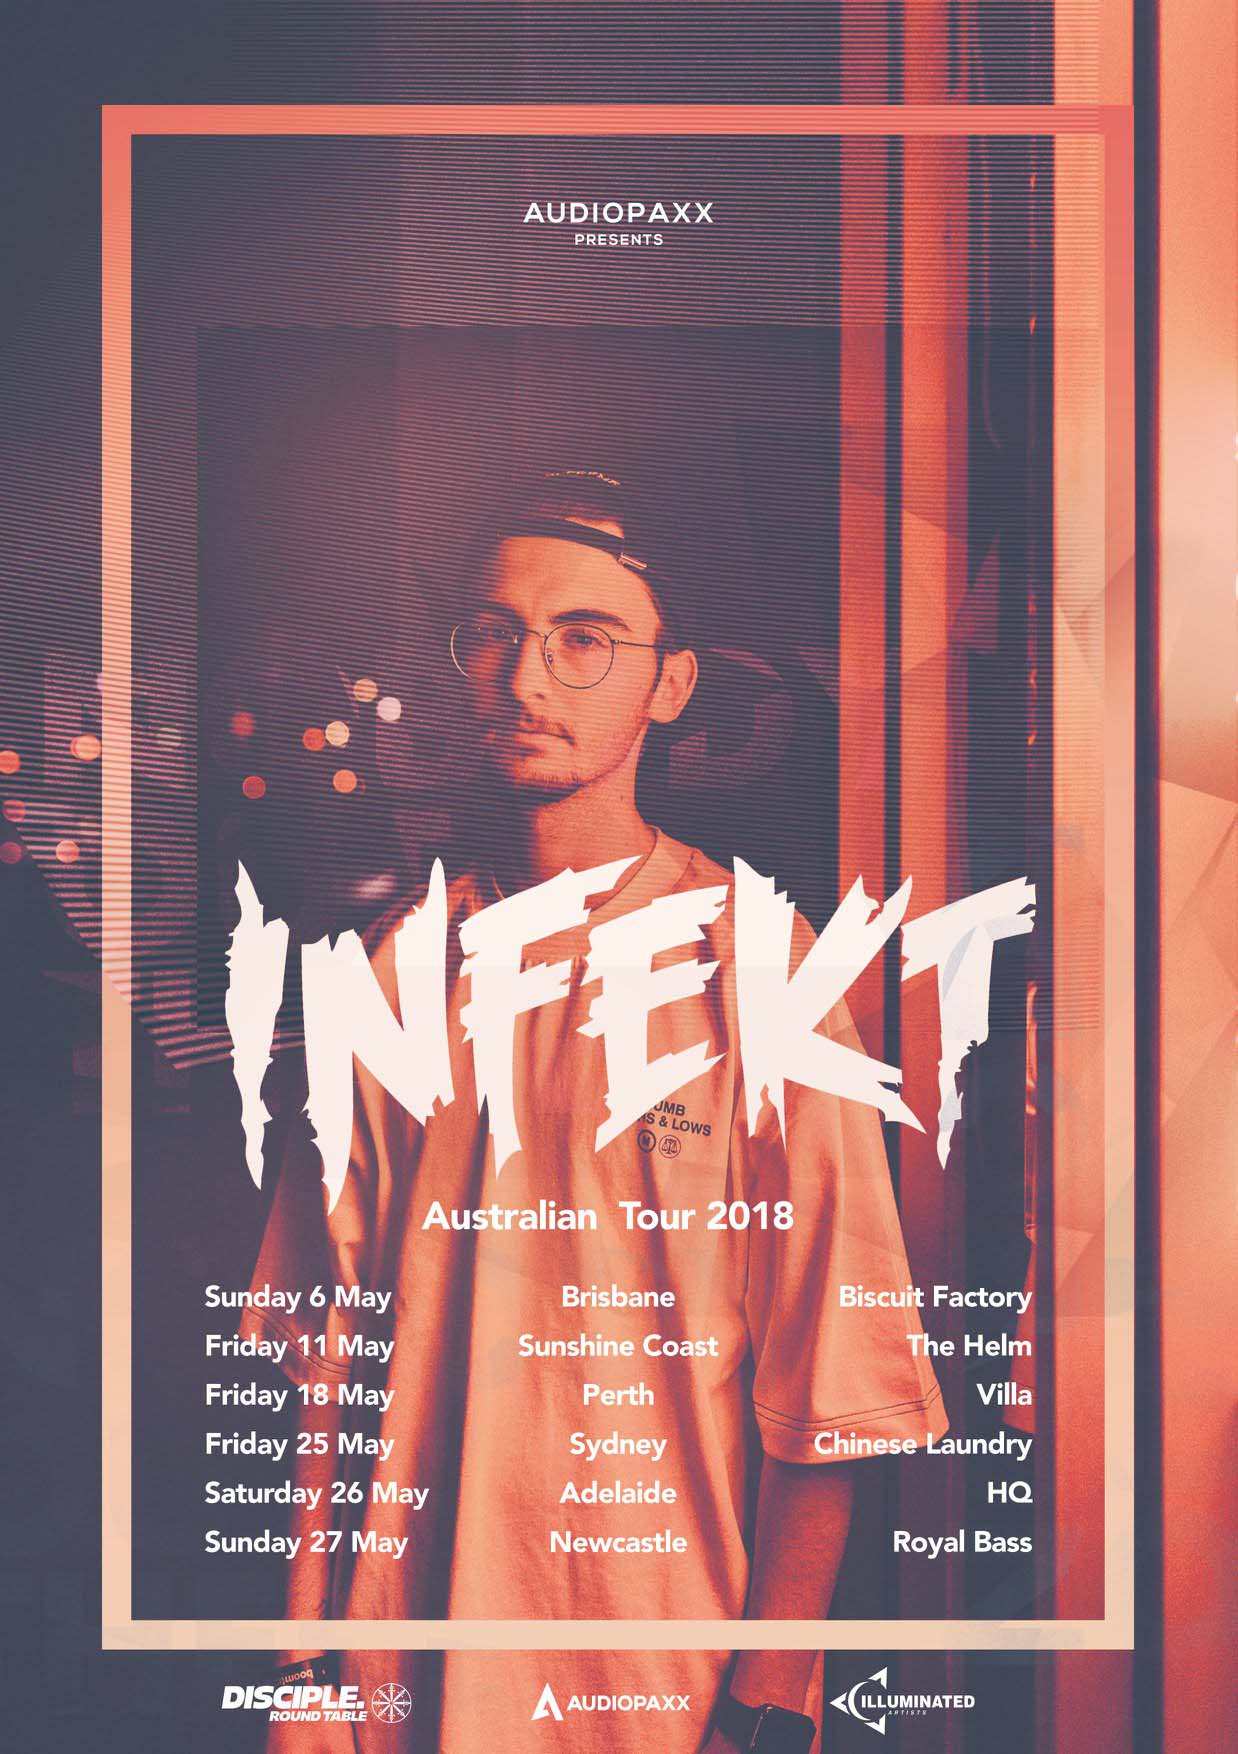 AUDIOPAXX
PRESENTS
INFEKT
UMB
& LOWS
Australian Tour 2018
Sunday 6 May Brisbane Biscuit Factory
Friday 11 May Sunshine Coast The Helm
Friday 18 May Perth Villa
Friday 25 May Sydney Chinese Laundry
Saturday 26 May Adelaide HQ
Sunday 27 May Newcastle Royal Bass
DISCIPLE.
ROUND TABLE
AUDIOPAXX
ILLUMINATED
ARTISTS